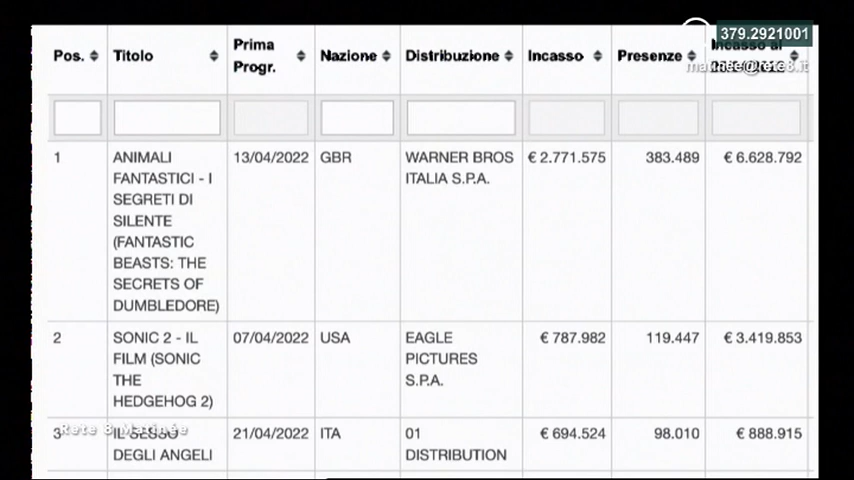 379.2921001
Pos. Titolo Prima Progr. Nazione Distribuzione Incasso Presenze Incasso al
1 ANIMALI 13/04/2022 GBR WARNER BROS € 2.771.575 383.489 € 6.628.792
FANTASTICI - I ITALIA S.P.A.
SEGRETI DI
SILENTE
(FANTASTIC
BEASTS: THE
SECRETS OF
DUMBLEDORE)
2 SONIC 2 - IL 07/04/2022 USA EAGLE € 787.982 119.447 € 3.419.853
FILM (SONIC PICTURES
THE S.P.A.
HEDGEHOG 2)
3 IL SESSO 21/04/2022 ITA 01 € 694.524 98.010 € 888.915
DEGLI ANGELI DISTRIBUTION
Rete 8 Matinée